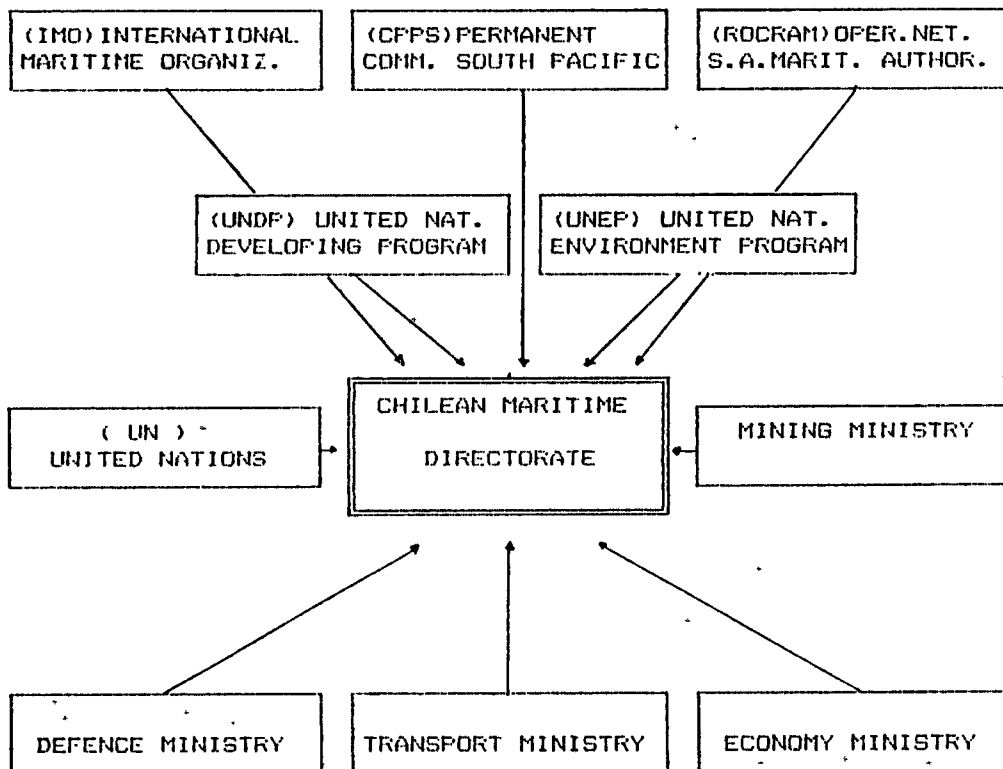 (IMO) INTERNATIONAL
MARITIME ORGANIZ.
(CPPS) PERMANENT
COMM. SOUTH PACIFIC
(ROCRAM) OPER.NET.
S.A.MARIT. AUTHOR.
(UNDP) UNITED NAT.
DEVELOPING PROGRAM
(UNEP) UNITED NAT.
ENVIRONMENT PROGRAM
( UN )
UNITED NATIONS
CHILEAN MARITIME
DIRECTORATE
MINING MINISTRY
DEFENCE MINISTRY
TRANSPORT MINISTRY
ECONOMY MINISTRY